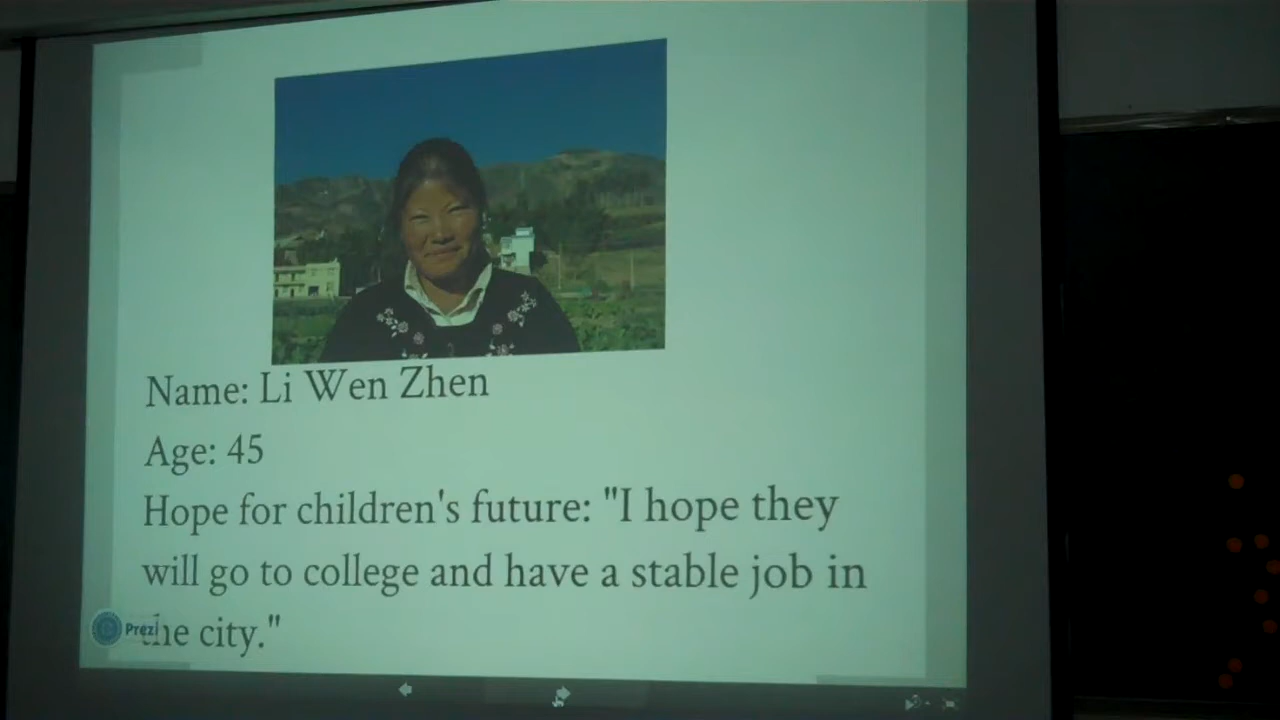 Name: Li Wen Zhen
Age: 45
Hope for children's future: "I hope they
will go to college and have a stable job in
the city."
Prezi